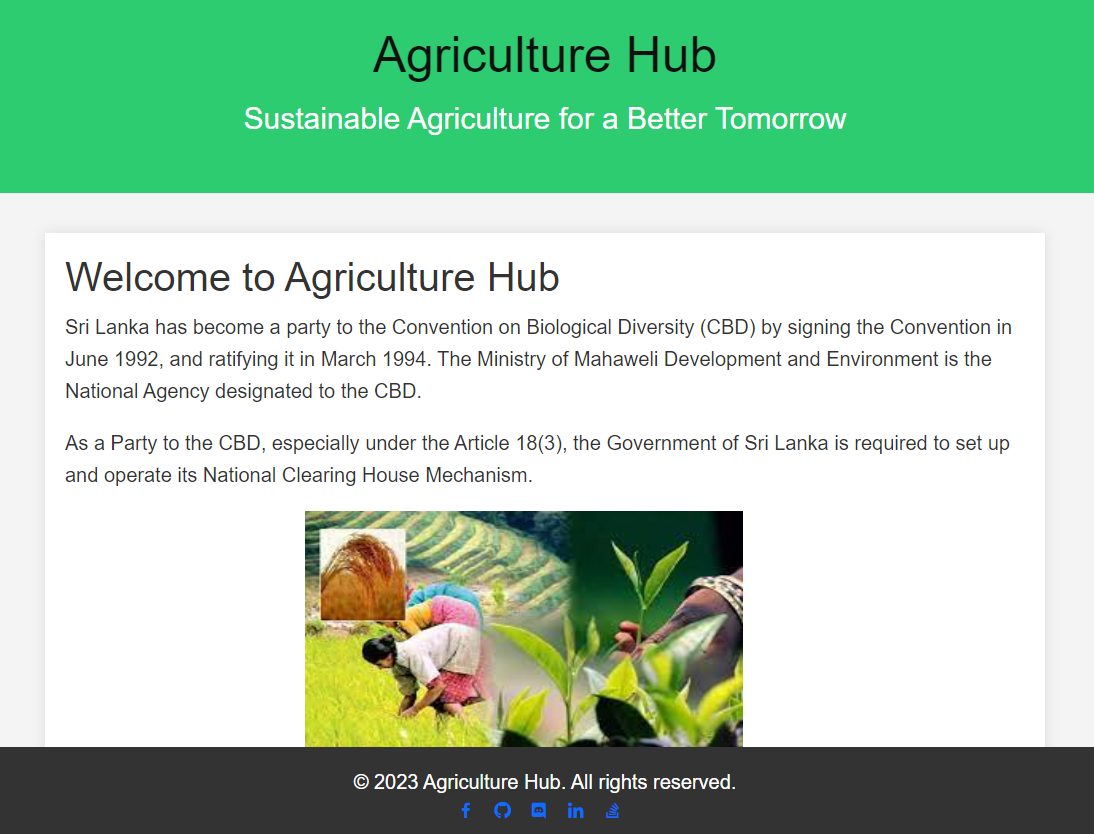 Agriculture Hub
Sustainable Agriculture for a Better Tomorrow
Welcome to Agriculture Hub
Sri Lanka has become a party to the Convention on Biological Diversity (CBD) by signing the Convention in
June 1992, and ratifying it in March 1994. The Ministry of Mahaweli Development and Environment is the
National Agency designated to the CBD.
As a Party to the CBD, especially under the Article 18(3), the Government of Sri Lanka is required to set up
and operate its National Clearing House Mechanism.
© 2023 Agriculture Hub. All rights reserved.